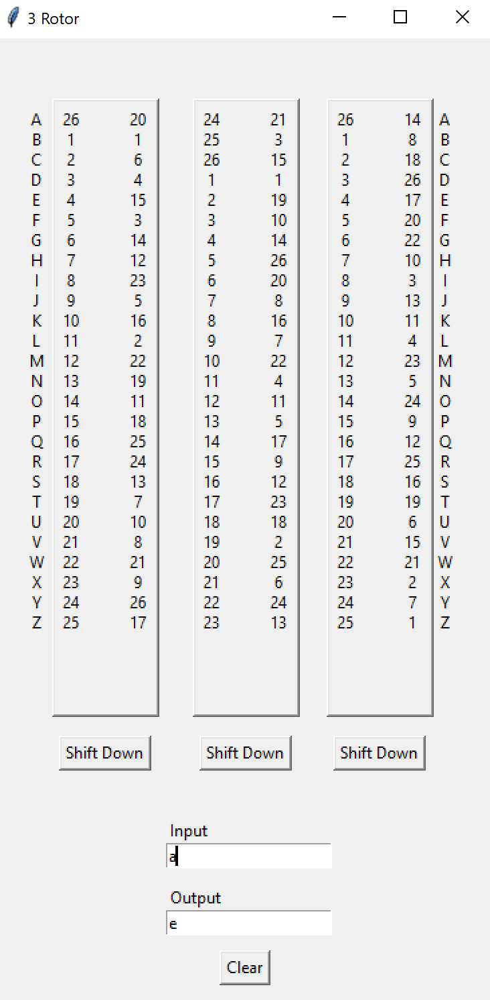 3 Rotor
A 26 20 24 21 26 14 A
B 1 1 25 3 1 8 B
C 2 6 26 15 2 18 C
D 3 4 1 1 3 26 D
E 4 15 2 19 4 17 E
F 5 3 3 10 5 20 F
G 6 14 4 14 6 22 G
H 7 12 5 26 7 10 H
I 8 23 6 20 8 3 I
J 9 5 7 8 9 13 J
K 10 16 8 16 10 11 K
L 11 2 9 7 11 4 L
M 12 22 10 22 12 23 M
N 13 19 11 4 13 5 N
O 14 11 12 11 14 24 O
P 15 18 13 5 15 9 P
Q 16 25 14 17 16 12 Q
R 17 24 15 9 17 25 R
S 18 13 16 12 18 16 S
T 19 7 17 23 19 19 T
U 20 10 18 18 20 6 U
V 21 8 19 2 21 15 V
W 22 21 20 25 22 21 W
X 23 9 21 6 23 2 X
Y 24 26 22 24 24 7 Y
Z 25 17 23 13 25 1 Z
Shift Down Shift Down Shift Down
Input
a
Output
e
Clear